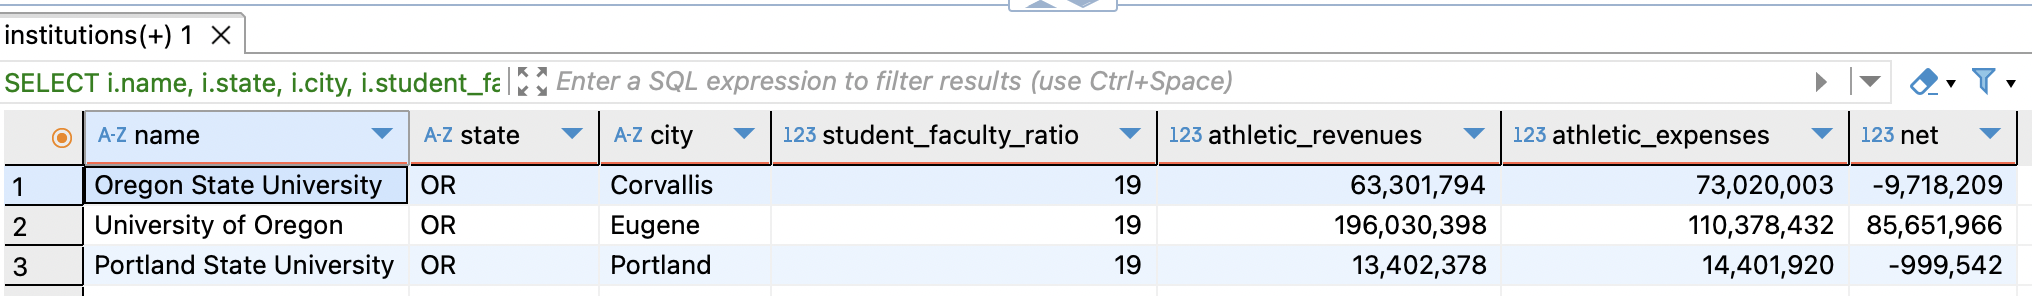 institutions(+) 1
SELECT i.name, i.state, i.city, i.student_fa Enter a SQL expression to filter results (use Ctrl+Space)
A-Z name A-Z state A-Z city 123 student_faculty_ratio 123 athletic_revenues 123 athletic_expenses 123 net
1 Oregon State University OR Corvallis 19 63,301,794 73,020,003 -9,718,209
2 University of Oregon OR Eugene 19 196,030,398 110,378,432 85,651,966
3 Portland State University OR Portland 19 13,402,378 14,401,920 -999,542